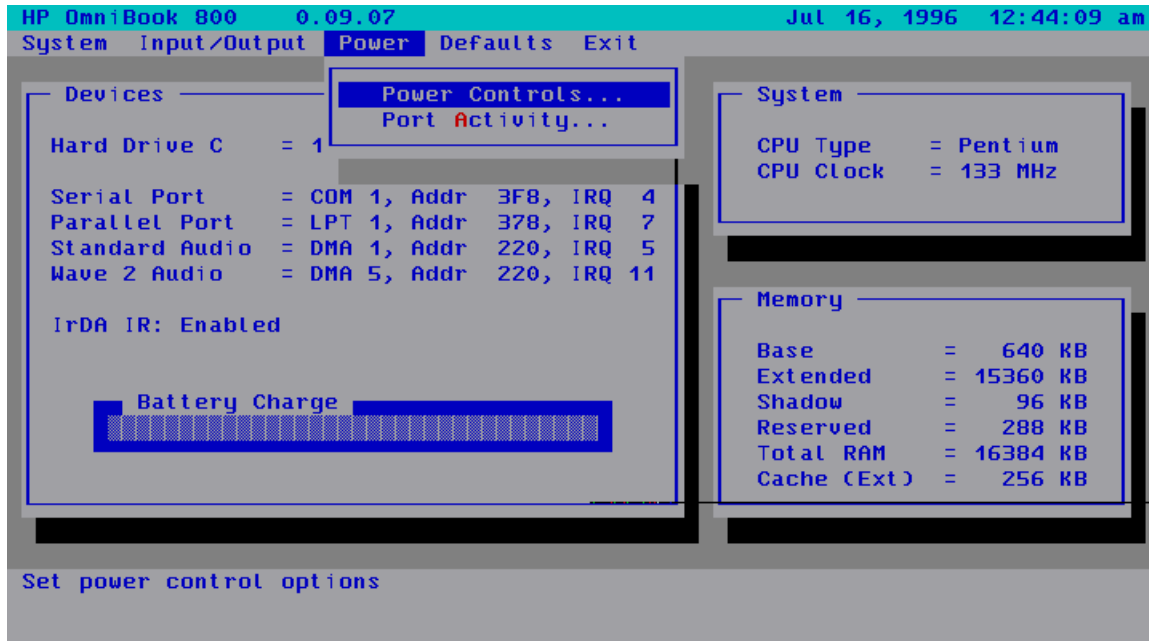 HP OmniBook 800 0.09.07 Jul 16, 1996 12:44:09 am
System Input/Output Power Defaults Exit
Power Controls...
Port Activity...
Devices
Hard Drive C = 1
Serial Port = COM 1, Addr 3F8, IRQ 4
Parallel Port = LPT 1, Addr 378, IRQ 7
Standard Audio = DMA 1, Addr 220, IRQ 5
Wave 2 Audio = DMA 5, Addr 220, IRQ 11
IrDA IR: Enabled
Battery Charge
System
CPU Type = Pentium
CPU Clock = 133 MHz
Memory
Base = 640 KB
Extended = 15360 KB
Shadow = 96 KB
Reserved = 288 KB
Total RAM = 16384 KB
Cache (Ext) = 256 KB
Set power control options